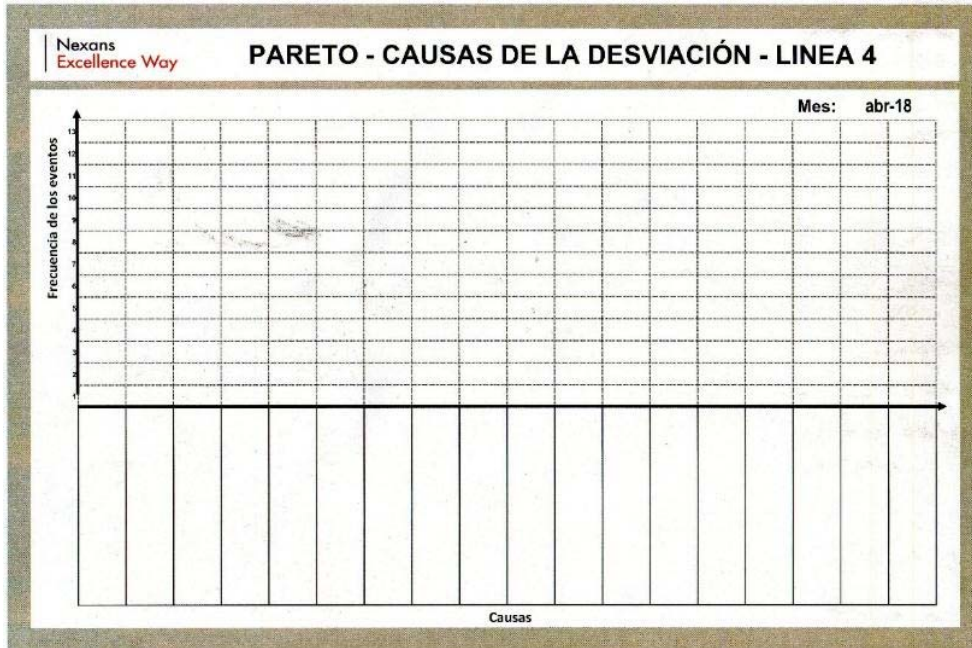 Nexans
Excellence Way
PARETO - CAUSAS DE LA DESVIACIÓN - LINEA 4
Mes: abr-18
Frecuencia de los eventos
13
12
11
10
9
8
7
6
5
4
3
2
1
Causas